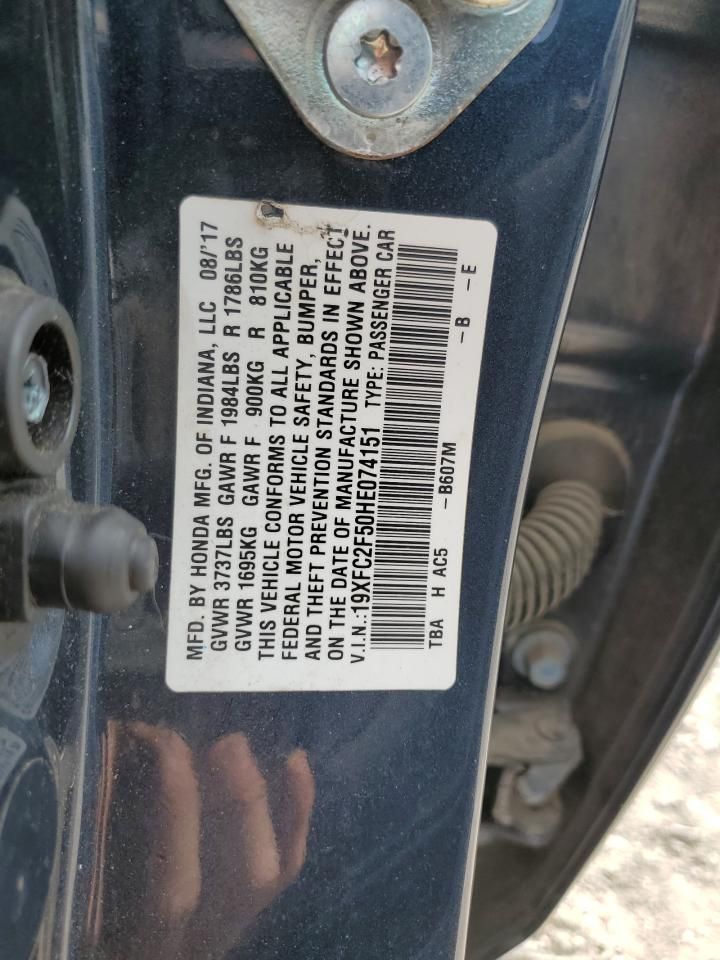 MFD. BY HONDA MFG. OF INDIANA, LLC 08/'17
GVWR 3737LBS GAWR F 1984LBS R 1786LBS
GVWR 1695KG GAWR F 900KG R 810KG
THIS VEHICLE CONFORMS TO ALL APPLICABLE
FEDERAL MOTOR VEHICLE SAFETY, BUMPER,
AND THEFT PREVENTION STANDARDS IN EFFECT
ON THE DATE OF MANUFACTURE SHOWN ABOVE.
V.I.N.:19XFC2F50HE074151 TYPE: PASSENGER CAR
TBA H AC5 -B607M -B -E